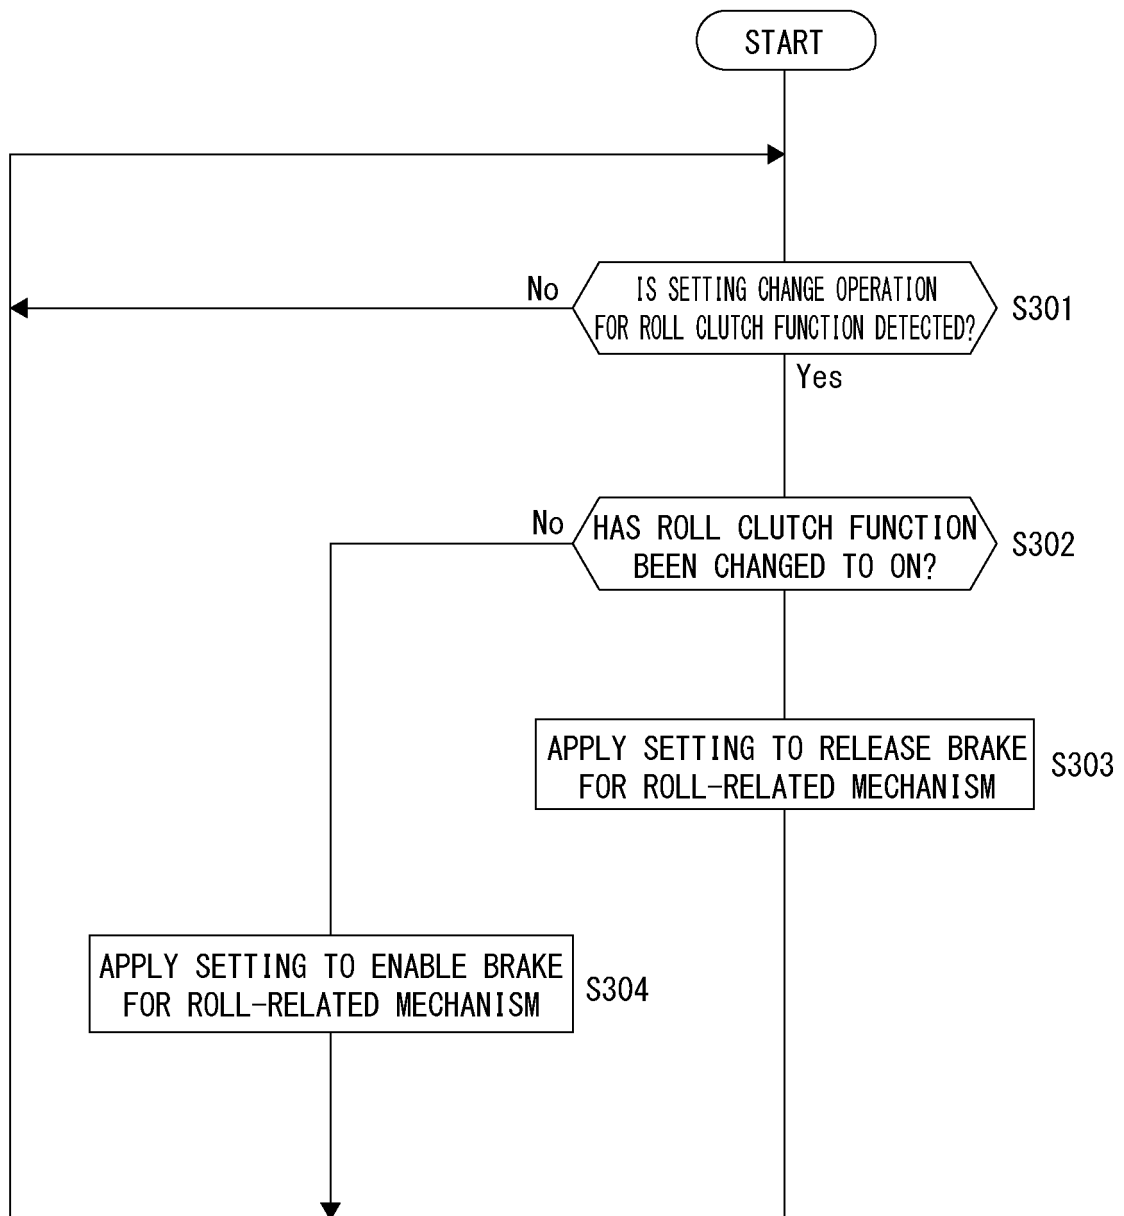 START
No
IS SETTING CHANGE OPERATION
FOR ROLL CLUTCH FUNCTION DETECTED?
S301
Yes
No
HAS ROLL CLUTCH FUNCTION
BEEN CHANGED TO ON?
S302
APPLY SETTING TO RELEASE BRAKE
FOR ROLL-RELATED MECHANISM
S303
APPLY SETTING TO ENABLE BRAKE
FOR ROLL-RELATED MECHANISM
S304